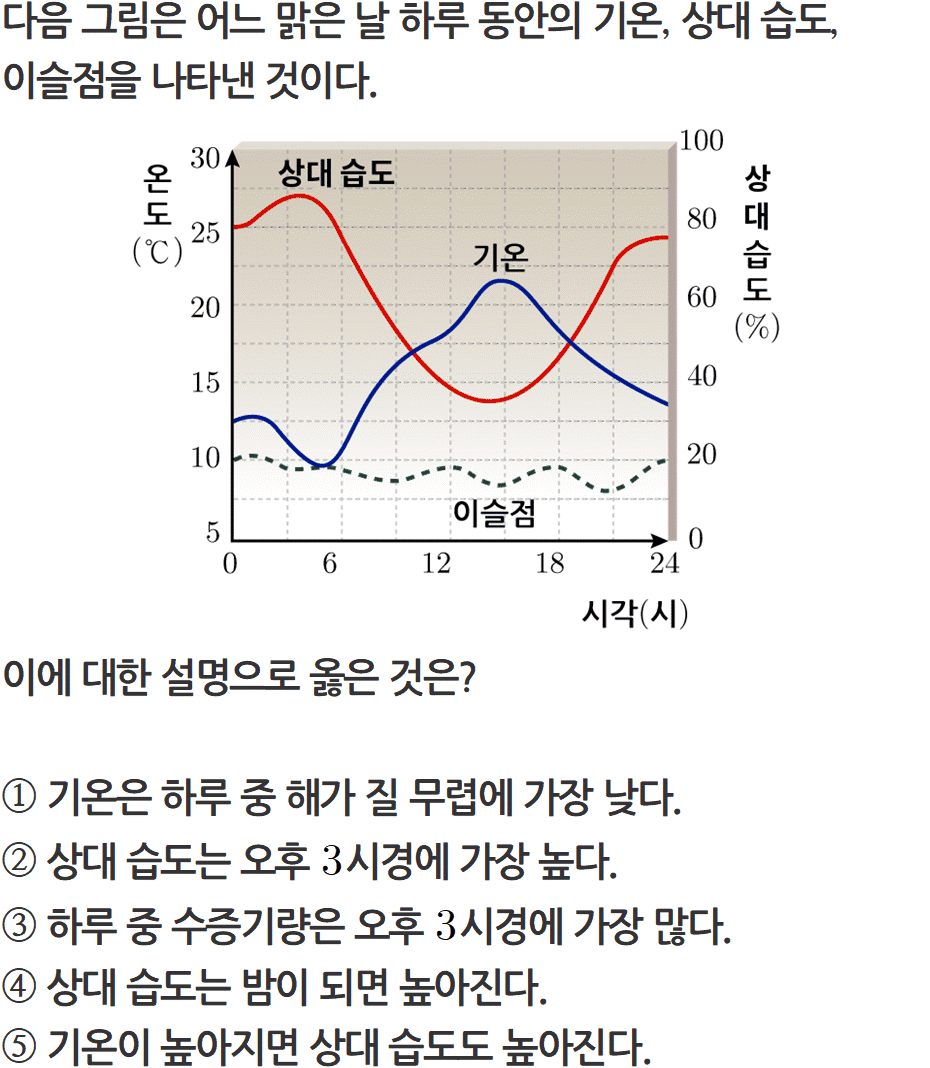 다음 그림은 어느 맑은 날 하루 동안의 기온, 상대 습도,
이슬점을 나타낸 것이다.
온도(℃)
30
25
20
15
10
5
상대 습도
기온
이슬점
100
80
60
40
20
0
상대습도(%)
0 6 12 18 24
시각(시)
이에 대한 설명으로 옳은 것은?
① 기온은 하루 중 해가 질 무렵에 가장 낮다.
② 상대 습도는 오후 3시경에 가장 높다.
③ 하루 중 수증기량은 오후 3시경에 가장 많다.
④ 상대 습도는 밤이 되면 높아진다.
⑤ 기온이 높아지면 상대 습도도 높아진다.